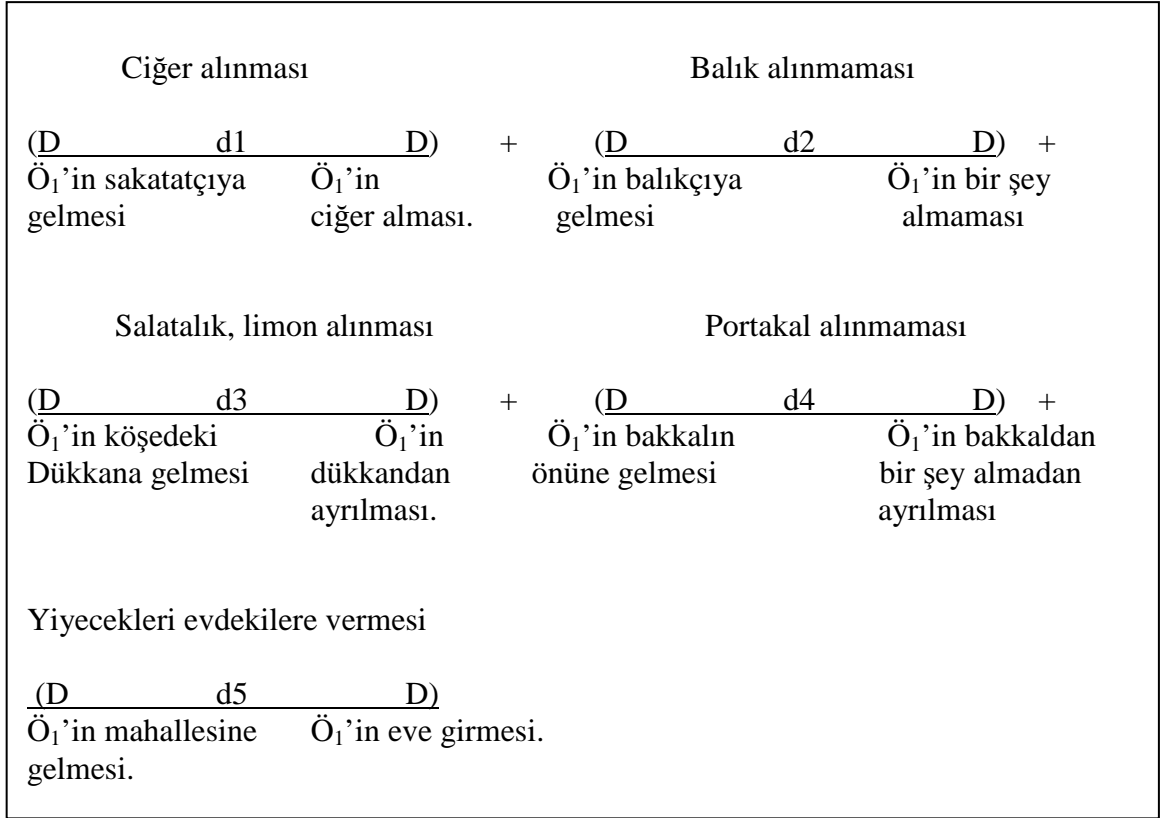 Ciğer alınması Balık alınmaması
(D d1 D) + (D d2 D) +
Ö₁’in sakatatçıya Ö₁’in Ö₁’in balıkçıya Ö₁’in bir şey
gelmesi ciğer alması. gelmesi almaması
Salatalık, limon alınması Portakal alınmaması
(D d3 D) + (D d4 D) +
Ö₁’in köşedeki Ö₁’in Ö₁’in bakkalın Ö₁’in bakkaldan
Dükkana gelmesi dükkandan önüne gelmesi bir şey almadan
ayrılması. ayrılması
Yiyecekleri evdekilere vermesi
(D d5 D)
Ö₁’in mahallesine Ö₁’in eve girmesi.
gelmesi.